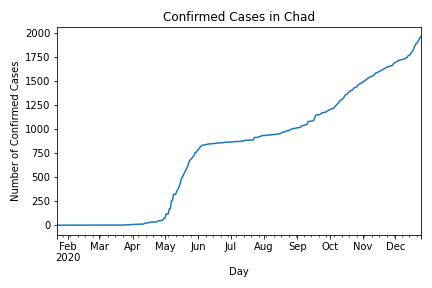 Confirmed Cases in Chad
Number of Confirmed Cases
2000
1750
1500
1250
1000
750
500
250
0
Feb Mar Apr May Jun Jul Aug Sep Oct Nov Dec
2020
Day